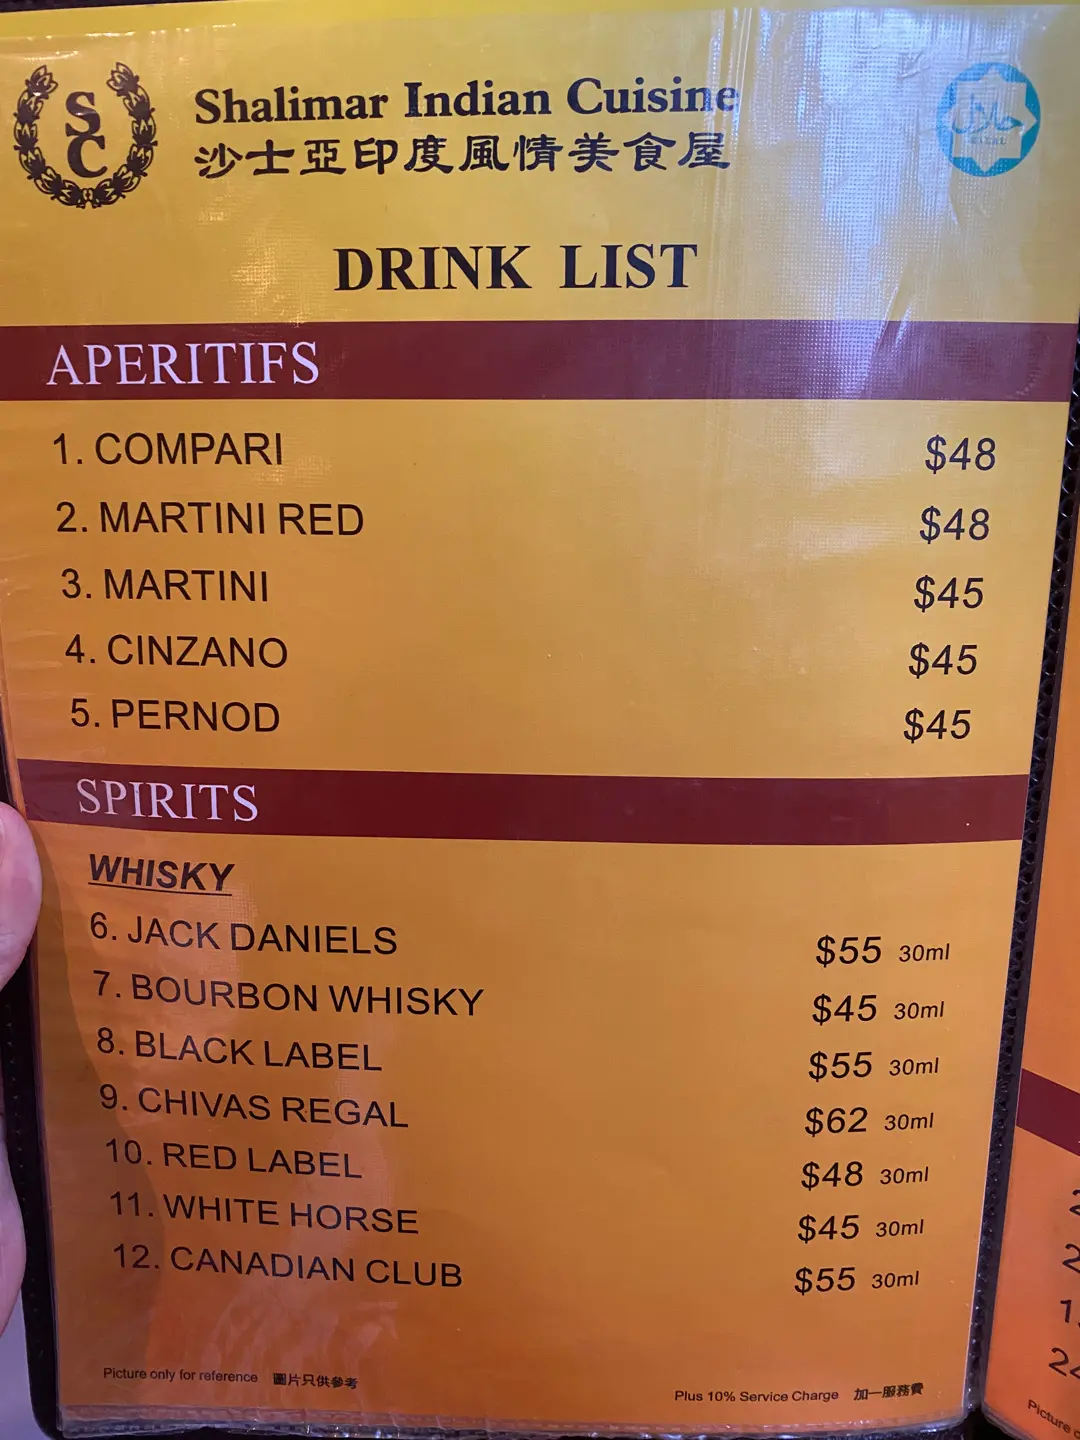 SC
Shalimar Indian Cuisine
沙士亞印度風情美食屋
حلال
DRINK LIST
APERITIFS
1. COMPARI $48
2. MARTINI RED $48
3. MARTINI $45
4. CINZANO $45
5. PERNOD $45
SPIRITS
WHISKY
6. JACK DANIELS $55 30ml
7. BOURBON WHISKY $45 30ml
8. BLACK LABEL $55 30ml
9. CHIVAS REGAL $62 30ml
10. RED LABEL $48 30ml
11. WHITE HORSE $45 30ml
12. CANADIAN CLUB $55 30ml
Picture only for reference 圖片只供參考
Plus 10% Service Charge 加一服務費
Picture